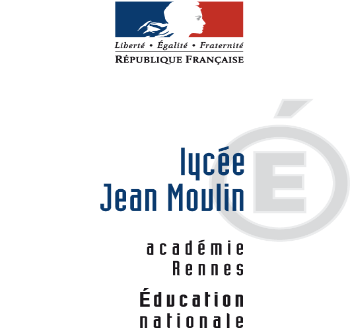 Liberté • Égalité • Fraternité
RÉPUBLIQUE FRANÇAISE
lycée
Jean Moulin
É
académie
Rennes
Éducation
nationale